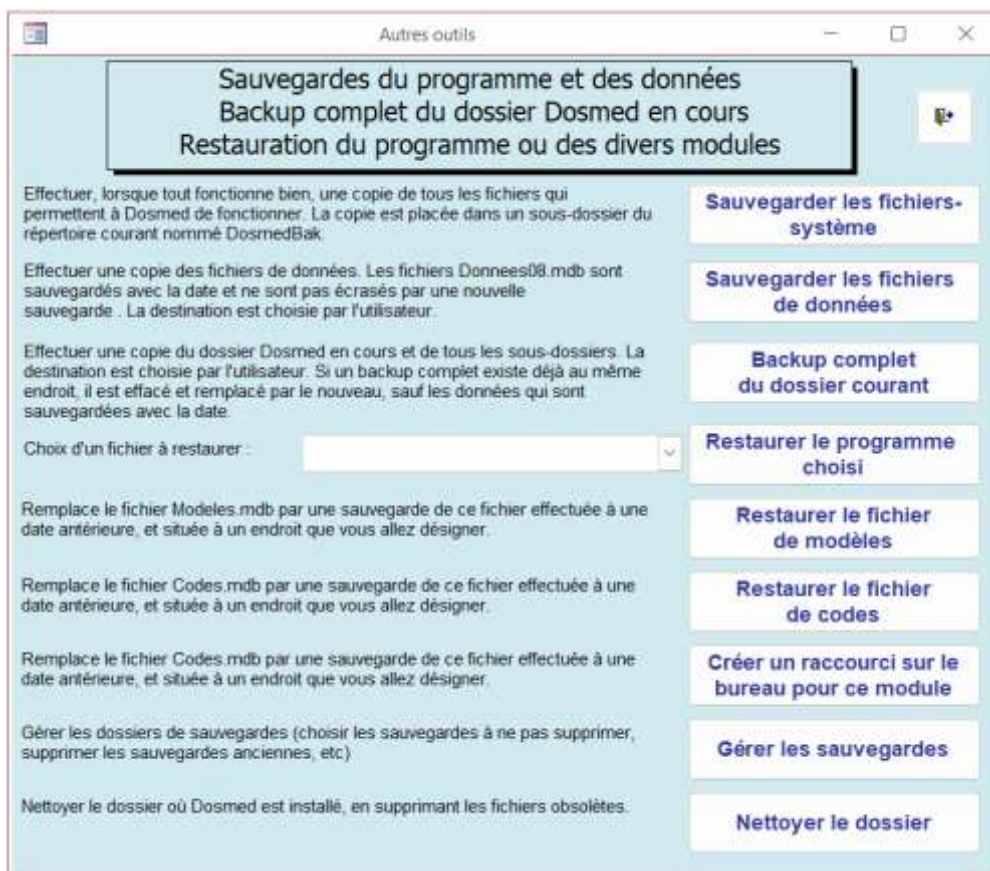 Autres outils
Sauvegardes du programme et des données
Backup complet du dossier Dosmed en cours
Restauration du programme ou des divers modules
Effectuer, lorsque tout fonctionne bien, une copie de tous les fichiers qui
permettent à Dosmed de fonctionner. La copie est placée dans un sous-dossier du
répertoire courant nommé DosmedBak.
Sauvegarder les fichiers-
système
Effectuer une copie des fichiers de données. Les fichiers Donnees08.mdb sont
sauvegardés avec la date et ne sont pas écrasés par une nouvelle
sauvegarde . La destination est choisie par l'utilisateur.
Sauvegarder les fichiers
de données
Effectuer une copie du dossier Dosmed en cours et de tous les sous-dossiers. La
destination est choisie par l'utilisateur. Si un backup complet existe déjà au même
endroit, il est effacé et remplacé par le nouveau, sauf les données qui sont
sauvegardées avec la date.
Backup complet
du dossier courant
Choix d'un fichier à restaurer :
Restaurer le programme
choisi
Remplace le fichier Modeles.mdb par une sauvegarde de ce fichier effectuée à une
date antérieure, et située à un endroit que vous allez désigner.
Restaurer le fichier
de modèles
Remplace le fichier Codes.mdb par une sauvegarde de ce fichier effectuée à une
date antérieure, et située à un endroit que vous allez désigner.
Restaurer le fichier
de codes
Remplace le fichier Codes.mdb par une sauvegarde de ce fichier effectuée à une
date antérieure, et située à un endroit que vous allez désigner.
Créer un raccourci sur le
bureau pour ce module
Gérer les dossiers de sauvegardes (choisir les sauvegardes à ne pas supprimer,
supprimer les sauvegardes anciennes, etc)
Gérer les sauvegardes
Nettoyer le dossier où Dosmed est installé, en supprimant les fichiers obsolètes.
Nettoyer le dossier